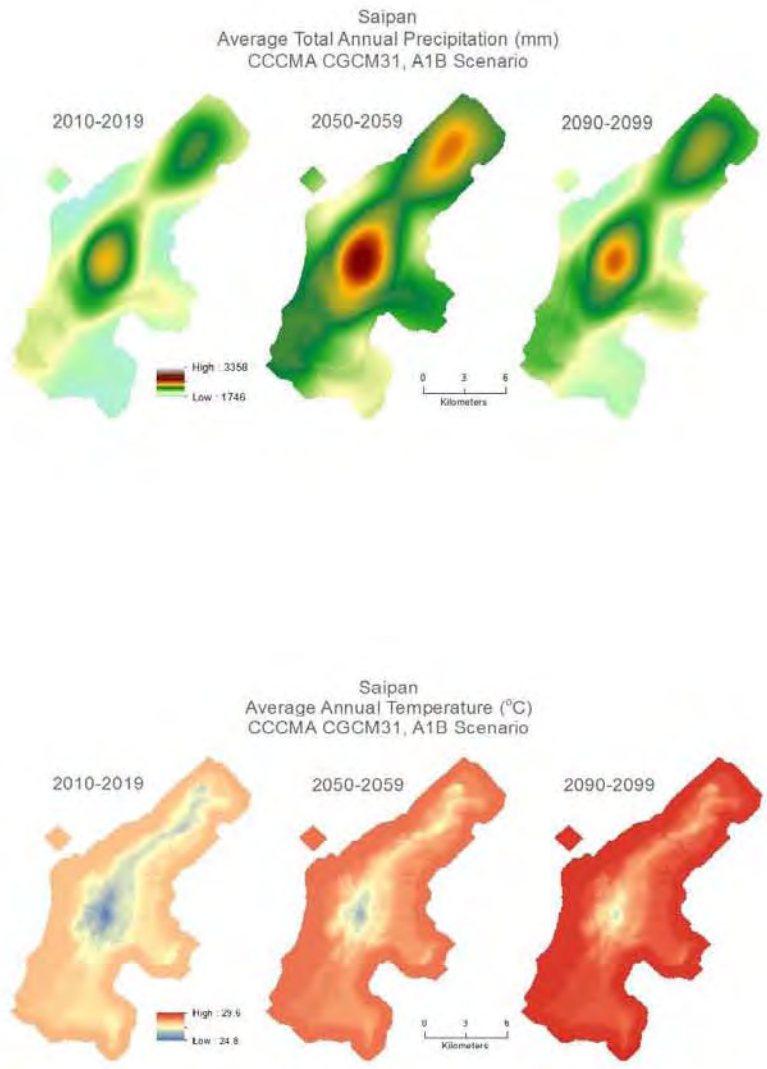 Saipan
Average Total Annual Precipitation (mm)
CCCMA CGCM31, A1B Scenario
2010-2019
2050-2059
2090-2099
High : 3358
Low : 1746
0 3 6
Kilometers
Saipan
Average Annual Temperature (°C)
CCCMA CGCM31, A1B Scenario
2010-2019
2050-2059
2090-2099
High : 29.6
Low : 24.8
0 3 6
Kilometers